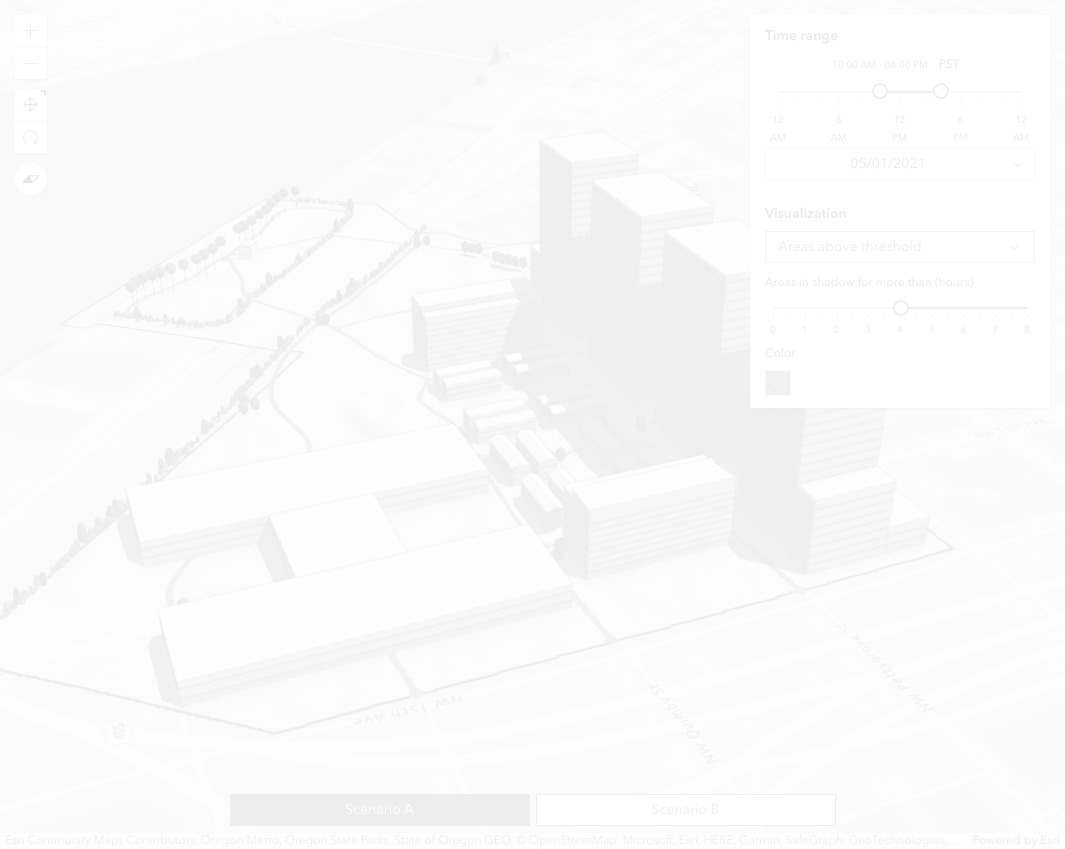 Time range
10:00 AM - 04:00 PM PST
12 6 12 6 12
AM AM PM PM AM
05/01/2021
Visualization
Areas above threshold
Areas in shadow for more than (hours)
0 1 2 3 4 5 6 7 8
Color
NW 15th Ave
NW Quimby St
NW Pettygrove St
Scenario A
Scenario B
Esri Community Maps Contributors, Oregon Metro, Oregon State Parks, State of Oregon GEO, © OpenStreetMap, Microsoft, Esri, HERE, Garmin, SafeGraph, GeoTechnologies,
Powered by Esri